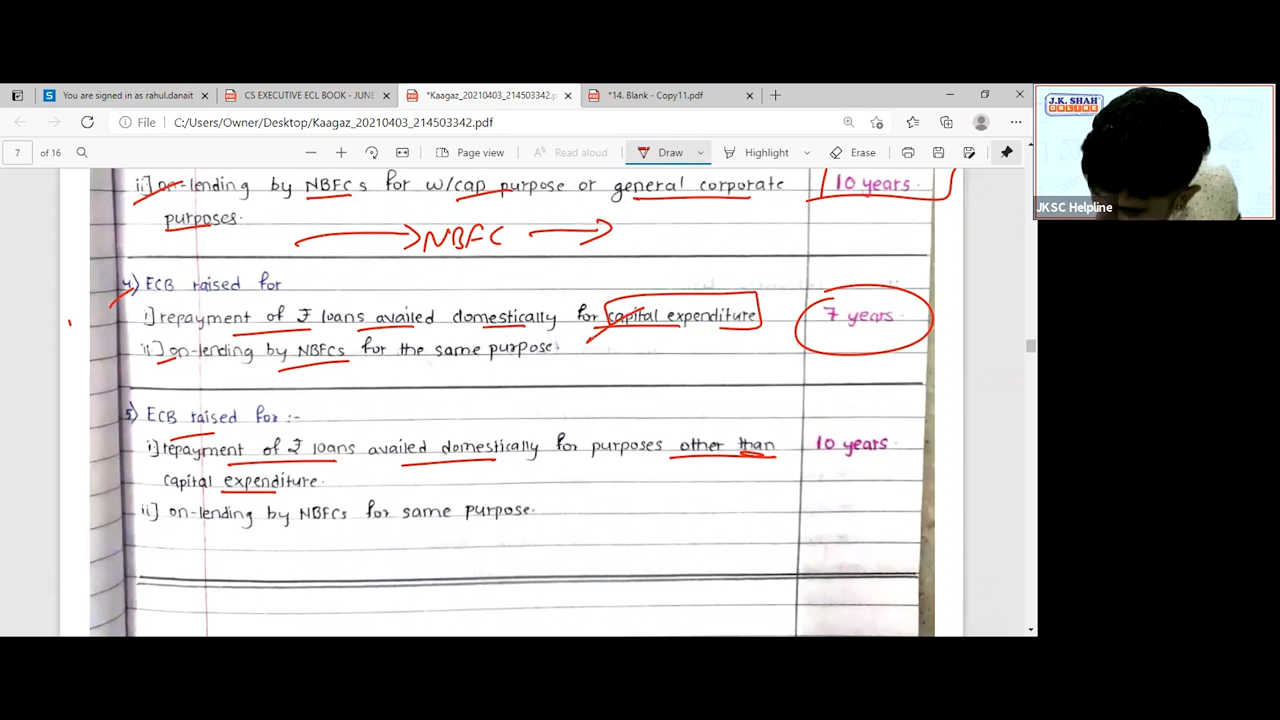 You are signed in as rahul.danait
CS EXECUTIVE ECL BOOK - JUNE
*Kaagaz_20210403_214503342.p
*14. Blank - Copy11.pdf
File
C:/Users/Owner/Desktop/Kaagaz_20210403_214503342.pdf
7 of 16
Page view
Read aloud
Draw
Highlight
Erase
J.K. SHAH
ONLINE
JKSC Helpline
ii] on-lending by NBFCs for w/cap purpose or general corporate 10 years.
purposes.
NBFC
4.) ECB raised for
i] repayment of ₹ loans availed domestically for capital expenditure 7 years.
ii] on-lending by NBFCs for the same purpose.
5) ECB raised for :-
i] repayment of ₹ loans availed domestically for purposes other than 10 years.
capital expenditure.
ii] on-lending by NBFCs for same purpose.